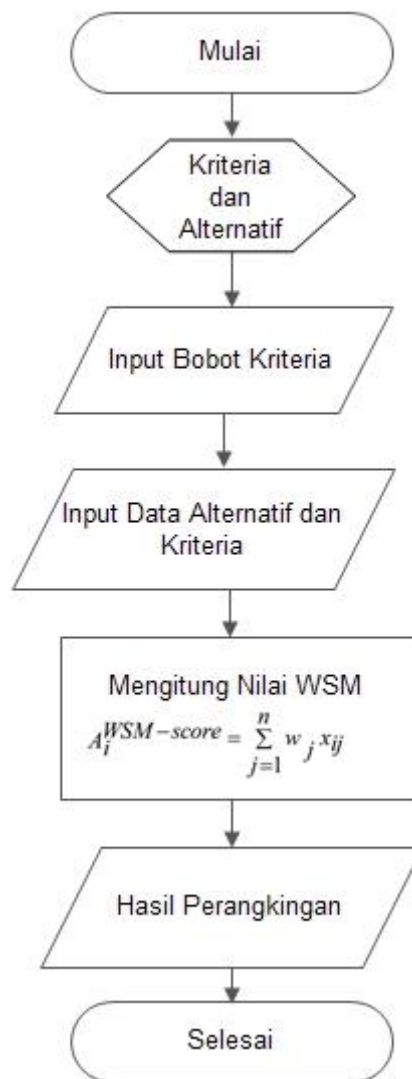 Mulai
Kriteria
dan
Alternatif
Input Bobot Kriteria
Input Data Alternatif dan
Kriteria
Mengitung Nilai WSM
A_i^{WSM-score} = \sum_{j=1}^{n} w_j x_{ij}
Hasil Perangkingan
Selesai